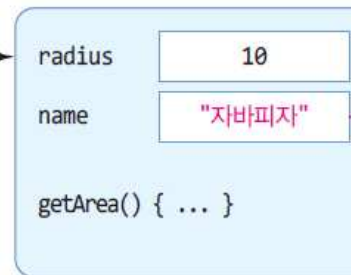 radius 10
name "자바피자"
getArea() { ... }